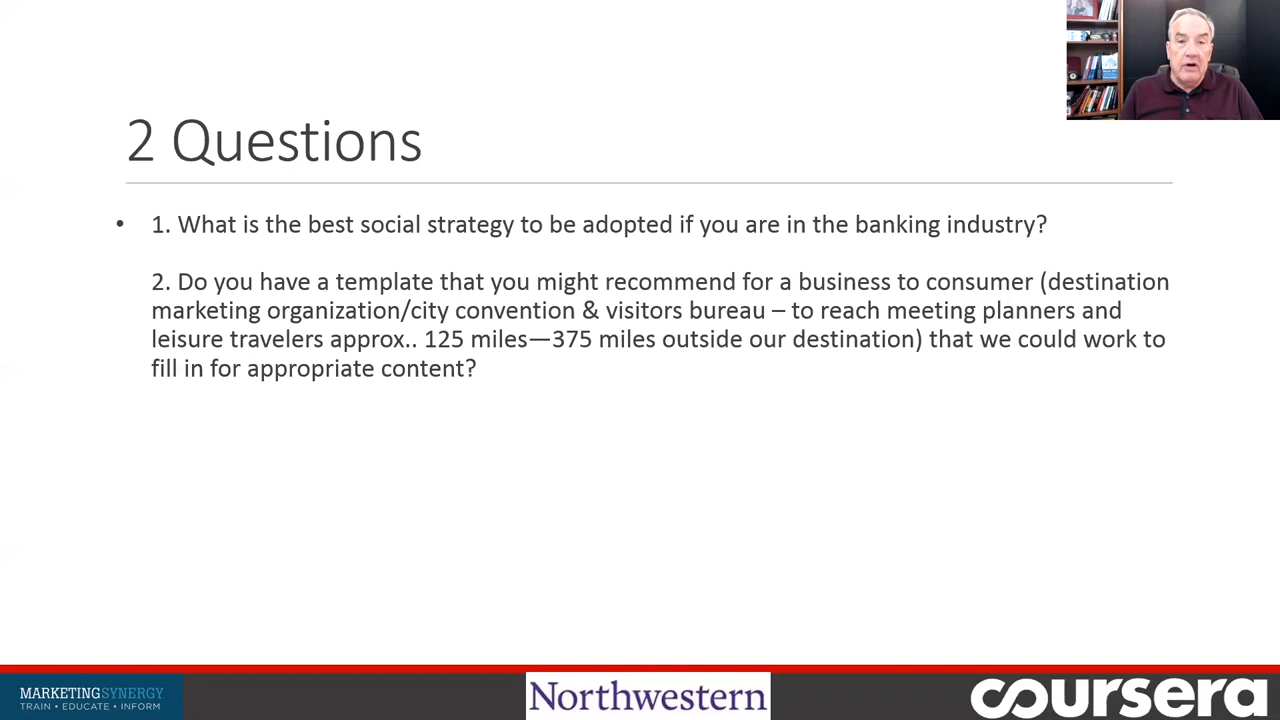 2 Questions
• 1. What is the best social strategy to be adopted if you are in the banking industry?
2. Do you have a template that you might recommend for a business to consumer (destination
marketing organization/city convention & visitors bureau – to reach meeting planners and
leisure travelers approx.. 125 miles—375 miles outside our destination) that we could work to
fill in for appropriate content?
MARKETINGSYNERGY
TRAIN • EDUCATE • INFORM
Northwestern
coursera